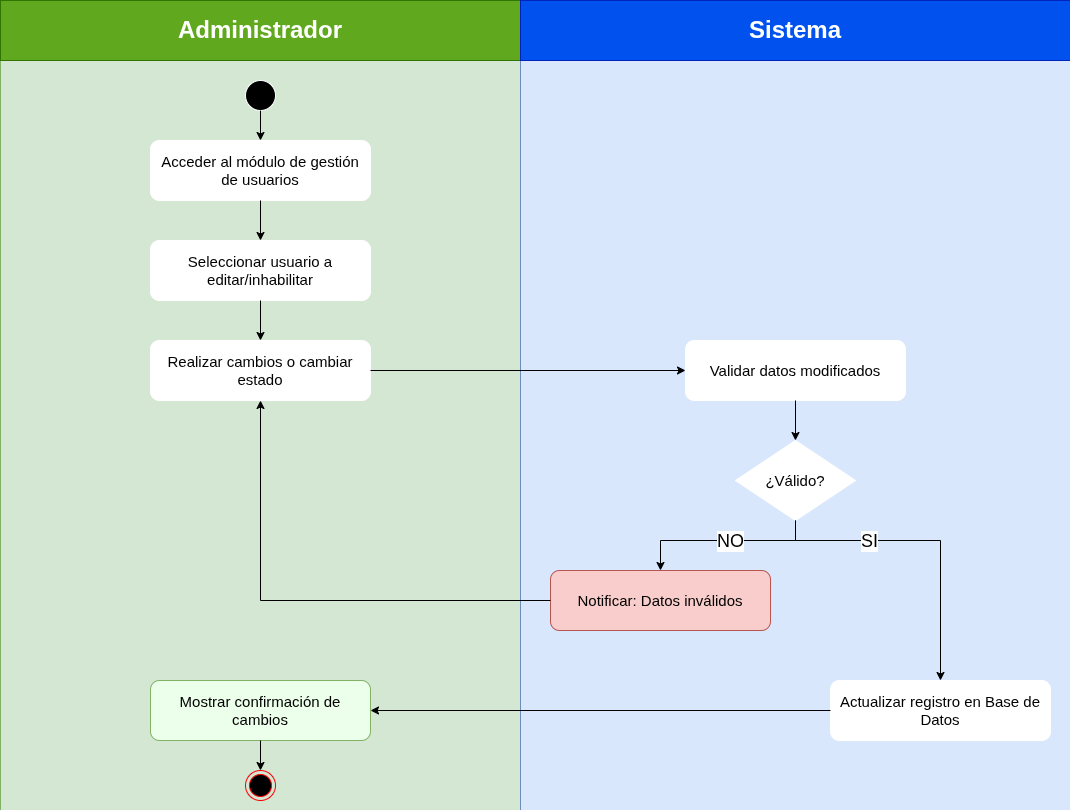 Administrador
Sistema
Acceder al módulo de gestión
de usuarios
Seleccionar usuario a
editar/inhabilitar
Realizar cambios o cambiar
estado
Validar datos modificados
¿Válido?
NO
SI
Notificar: Datos inválidos
Mostrar confirmación de
cambios
Actualizar registro en Base de
Datos